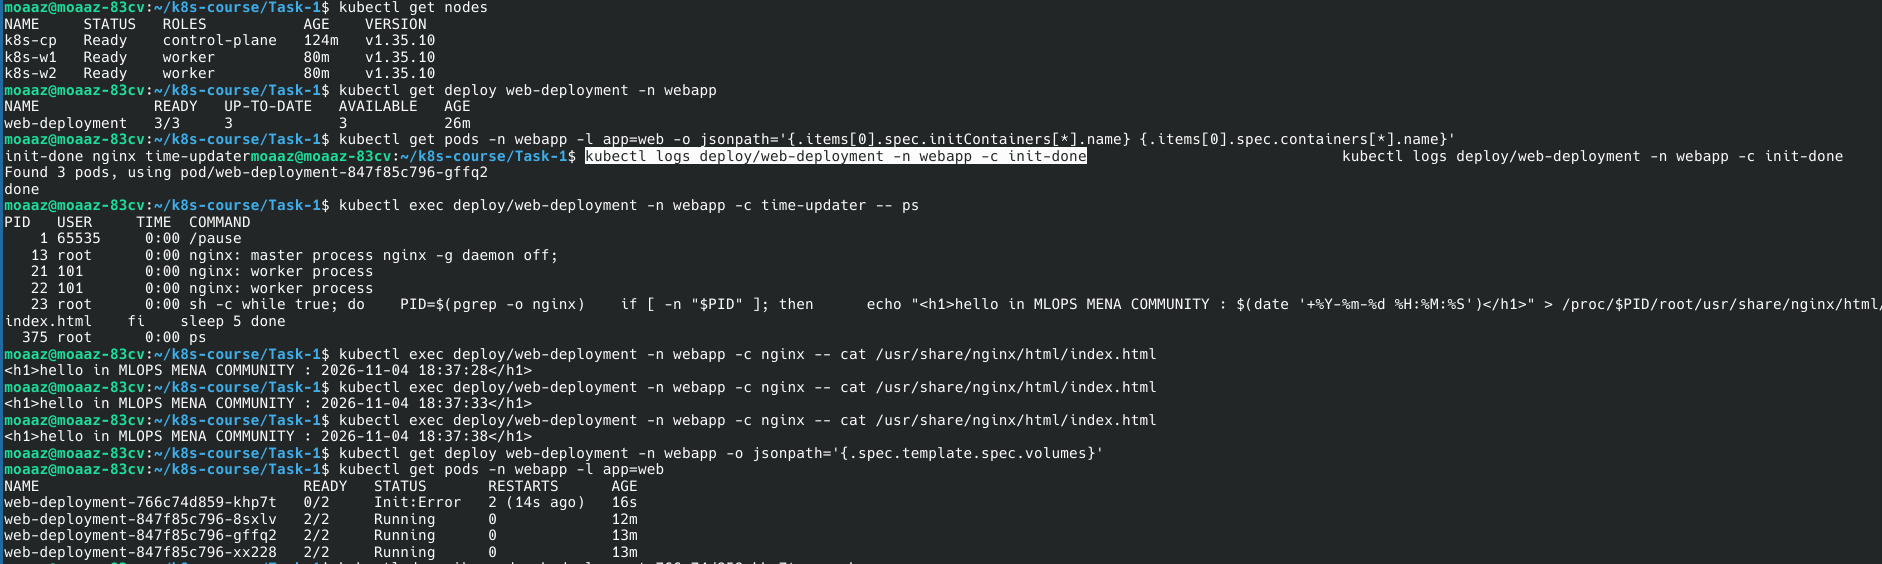 moaaz@moaaz-83cv:~/k8s-course/Task-1$ kubectl get nodes
NAME     STATUS   ROLES           AGE    VERSION
k8s-cp   Ready    control-plane   124m   v1.35.10
k8s-w1   Ready    worker          80m    v1.35.10
k8s-w2   Ready    worker          80m    v1.35.10
moaaz@moaaz-83cv:~/k8s-course/Task-1$ kubectl get deploy web-deployment -n webapp
NAME             READY   UP-TO-DATE   AVAILABLE   AGE
web-deployment   3/3     3            3           26m
moaaz@moaaz-83cv:~/k8s-course/Task-1$ kubectl get pods -n webapp -l app=web -o jsonpath='{.items[0].spec.initContainers[*].name} {.items[0].spec.containers[*].name}'
init-done nginx time-updatermoaaz@moaaz-83cv:~/k8s-course/Task-1$ kubectl logs deploy/web-deployment -n webapp -c init-done                               kubectl logs deploy/web-deployment -n webapp -c init-done
Found 3 pods, using pod/web-deployment-847f85c796-gffq2
done
moaaz@moaaz-83cv:~/k8s-course/Task-1$ kubectl exec deploy/web-deployment -n webapp -c time-updater -- ps
PID   USER     TIME  COMMAND
    1 65535     0:00 /pause
   13 root      0:00 nginx: master process nginx -g daemon off;
   21 101       0:00 nginx: worker process
   22 101       0:00 nginx: worker process
   23 root      0:00 sh -c while true; do    PID=$(pgrep -o nginx)    if [ -n "$PID" ]; then      echo "<h1>hello in MLOPS MENA COMMUNITY : $(date '+%Y-%m-%d %H:%M:%S')</h1>" > /proc/$PID/root/usr/share/nginx/html/
index.html    fi    sleep 5 done
  375 root      0:00 ps
moaaz@moaaz-83cv:~/k8s-course/Task-1$ kubectl exec deploy/web-deployment -n webapp -c nginx -- cat /usr/share/nginx/html/index.html
<h1>hello in MLOPS MENA COMMUNITY : 2026-11-04 18:37:28</h1>
moaaz@moaaz-83cv:~/k8s-course/Task-1$ kubectl exec deploy/web-deployment -n webapp -c nginx -- cat /usr/share/nginx/html/index.html
<h1>hello in MLOPS MENA COMMUNITY : 2026-11-04 18:37:33</h1>
moaaz@moaaz-83cv:~/k8s-course/Task-1$ kubectl exec deploy/web-deployment -n webapp -c nginx -- cat /usr/share/nginx/html/index.html
<h1>hello in MLOPS MENA COMMUNITY : 2026-11-04 18:37:38</h1>
moaaz@moaaz-83cv:~/k8s-course/Task-1$ kubectl get deploy web-deployment -n webapp -o jsonpath='{.spec.template.spec.volumes}'
moaaz@moaaz-83cv:~/k8s-course/Task-1$ kubectl get pods -n webapp -l app=web
NAME                              READY   STATUS       RESTARTS      AGE
web-deployment-766c74d859-khp7t   0/2     Init:Error   2 (14s ago)   16s
web-deployment-847f85c796-8sxlv   2/2     Running      0             12m
web-deployment-847f85c796-gffq2   2/2     Running      0             13m
web-deployment-847f85c796-xx228   2/2     Running      0             13m